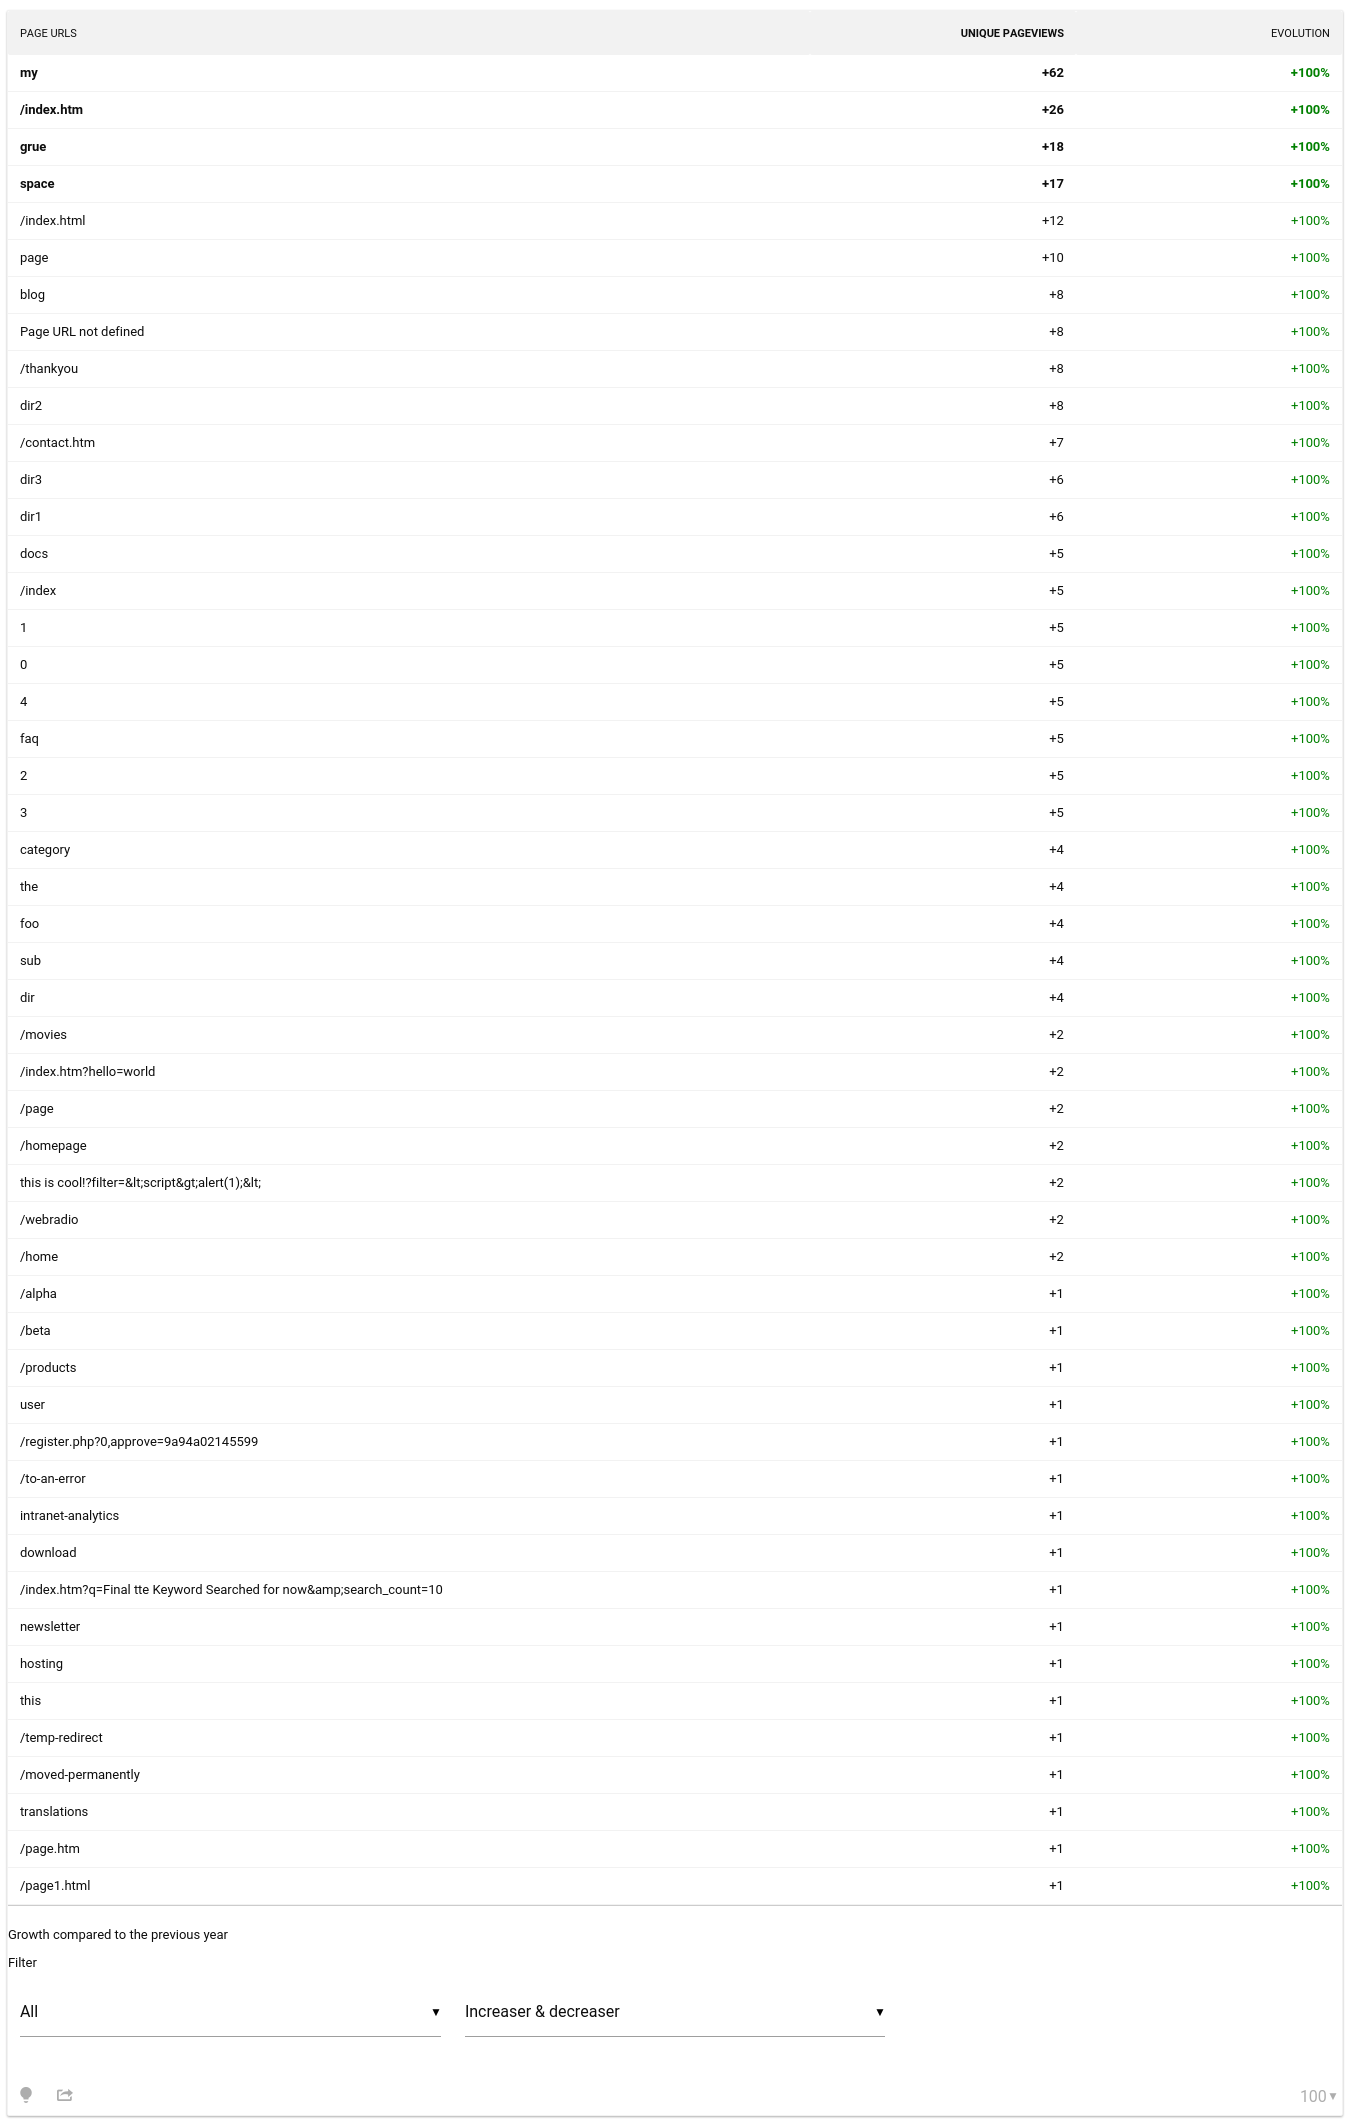 PAGE URLS UNIQUE PAGEVIEWS EVOLUTION
my +62 +100%
/index.htm +26 +100%
grue +18 +100%
space +17 +100%
/index.html +12 +100%
page +10 +100%
blog +8 +100%
Page URL not defined +8 +100%
/thankyou +8 +100%
dir2 +8 +100%
/contact.htm +7 +100%
dir3 +6 +100%
dir1 +6 +100%
docs +5 +100%
/index +5 +100%
1 +5 +100%
0 +5 +100%
4 +5 +100%
faq +5 +100%
2 +5 +100%
3 +5 +100%
category +4 +100%
the +4 +100%
foo +4 +100%
sub +4 +100%
dir +4 +100%
/movies +2 +100%
/index.htm?hello=world +2 +100%
/page +2 +100%
/homepage +2 +100%
this is cool!?filter=&lt;script&gt;alert(1);&lt; +2 +100%
/webradio +2 +100%
/home +2 +100%
/alpha +1 +100%
/beta +1 +100%
/products +1 +100%
user +1 +100%
/register.php?0,approve=9a94a02145599 +1 +100%
/to-an-error +1 +100%
intranet-analytics +1 +100%
download +1 +100%
/index.htm?q=Final tte Keyword Searched for now&amp;search_count=10 +1 +100%
newsletter +1 +100%
hosting +1 +100%
this +1 +100%
/temp-redirect +1 +100%
/moved-permanently +1 +100%
translations +1 +100%
/page.htm +1 +100%
/page1.html +1 +100%
Growth compared to the previous year
Filter
All ▼ Increaser & decreaser ▼
100 ▼